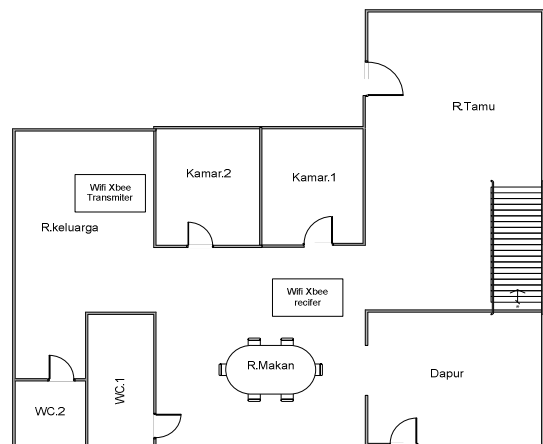 R.Tamu
Kamar.2
Kamar.1
Wifi Xbee
Transmiter
R.keluarga
Wifi Xbee
recifer
R.Makan
Dapur
WC.1
WC.2